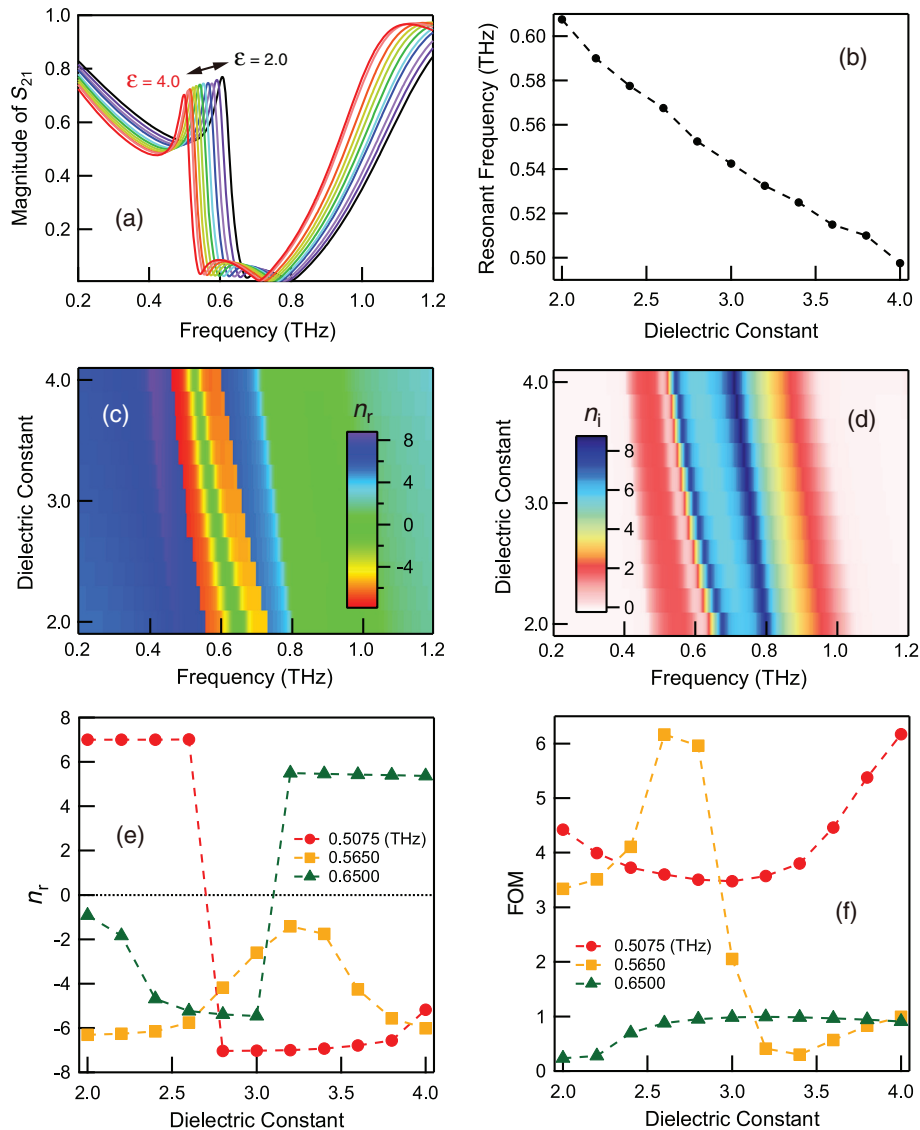 1.0
0.8
0.6
0.4
0.2
Magnitude of S21
ε = 4.0
ε = 2.0
(a)
0.2 0.4 0.6 0.8 1.0 1.2
Frequency (THz)
0.60
0.58
0.56
0.54
0.52
0.50
Resonant Frequency (THz)
(b)
2.0 2.5 3.0 3.5 4.0
Dielectric Constant
4.0
3.0
2.0
Dielectric Constant
(c)
nr
8
4
0
-4
0.2 0.4 0.6 0.8 1.0 1.2
Frequency (THz)
4.0
3.0
2.0
Dielectric Constant
(d)
ni
8
6
4
2
0
0.2 0.4 0.6 0.8 1.0 1.2
Frequency (THz)
8
6
4
2
0
-2
-4
-6
-8
nr
(e)
0.5075 (THz)
0.5650
0.6500
2.0 2.5 3.0 3.5 4.0
Dielectric Constant
6
5
4
3
2
1
0
FOM
(f)
0.5075 (THz)
0.5650
0.6500
2.0 2.5 3.0 3.5 4.0
Dielectric Constant